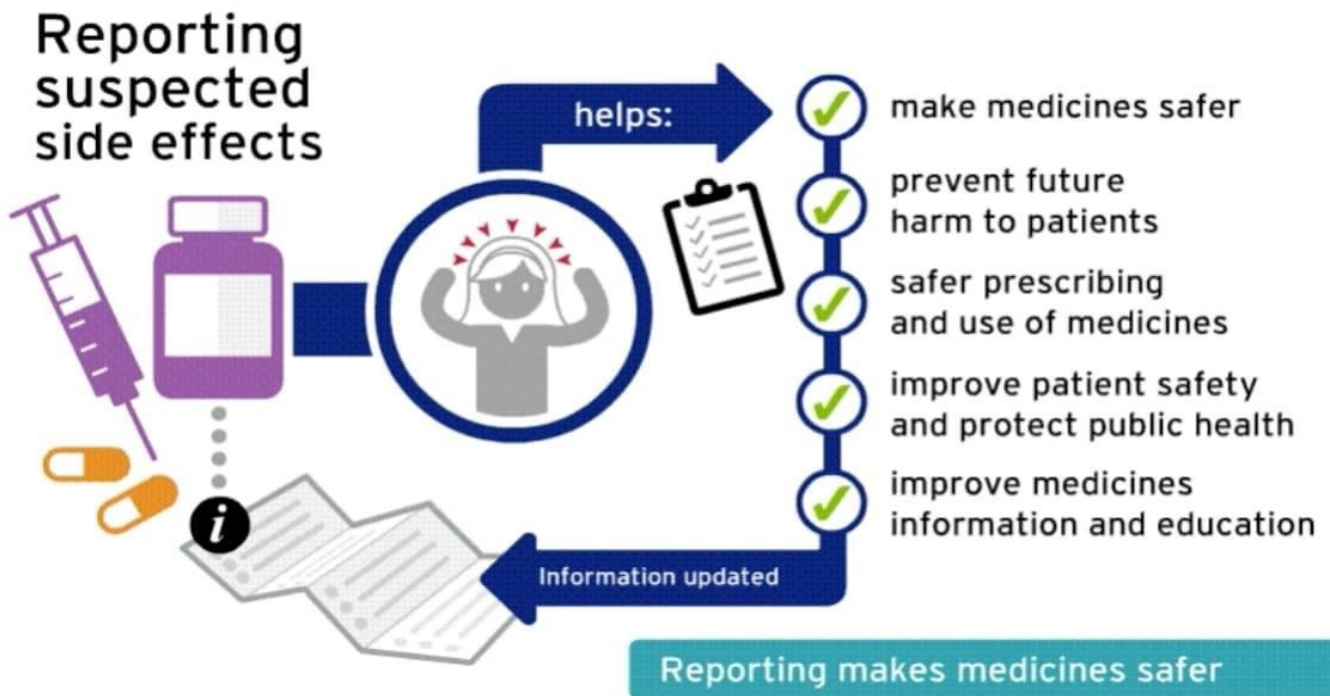 Reporting
suspected
side effects
helps:
make medicines safer
prevent future
harm to patients
safer prescribing
and use of medicines
improve patient safety
and protect public health
improve medicines
information and education
i
Information updated
Reporting makes medicines safer